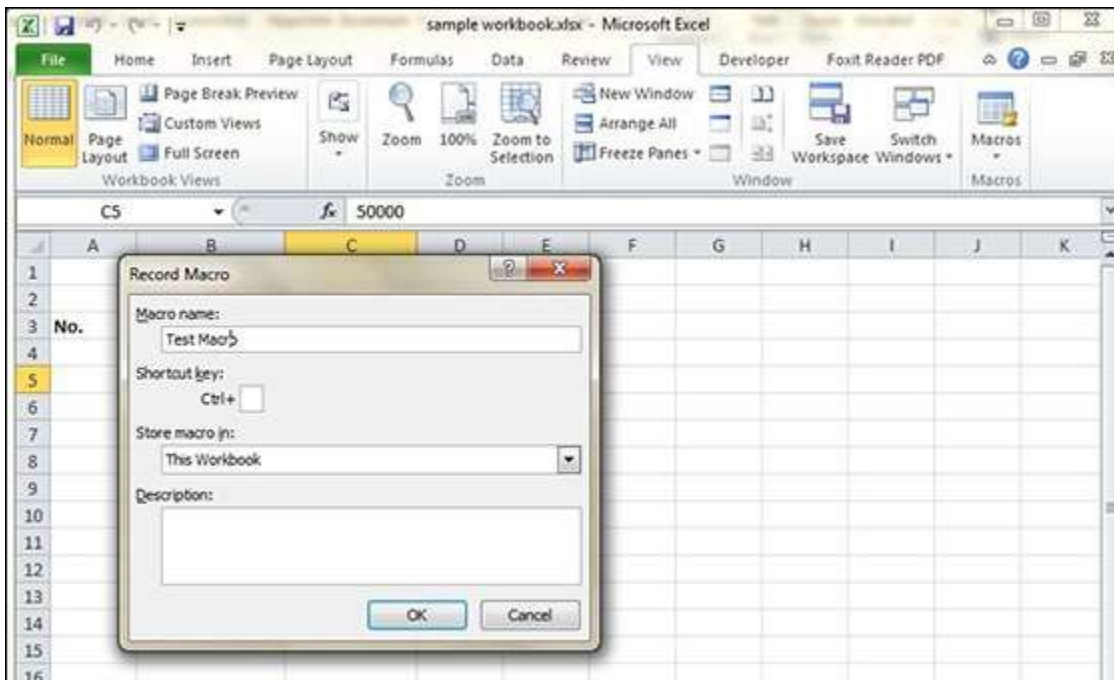 sample workbook.xlsx - Microsoft Excel
File Home Insert Page Layout Formulas Data Review View Developer Foxit Reader PDF
Normal
Page Layout
Page Break Preview
Custom Views
Full Screen
Workbook Views
Show
Zoom
100%
Zoom to Selection
Zoom
New Window
Arrange All
Freeze Panes
Save Workspace
Switch Windows
Window
Macros
Macros
C5 fx 50000
A B C D E F G H I J K
1
2
3 No.
4
5
6
7
8
9
10
11
12
13
14
15
16
Record Macro
Macro name:
Test Macro
Shortcut key:
Ctrl+
Store macro in:
This Workbook
Description:
OK Cancel